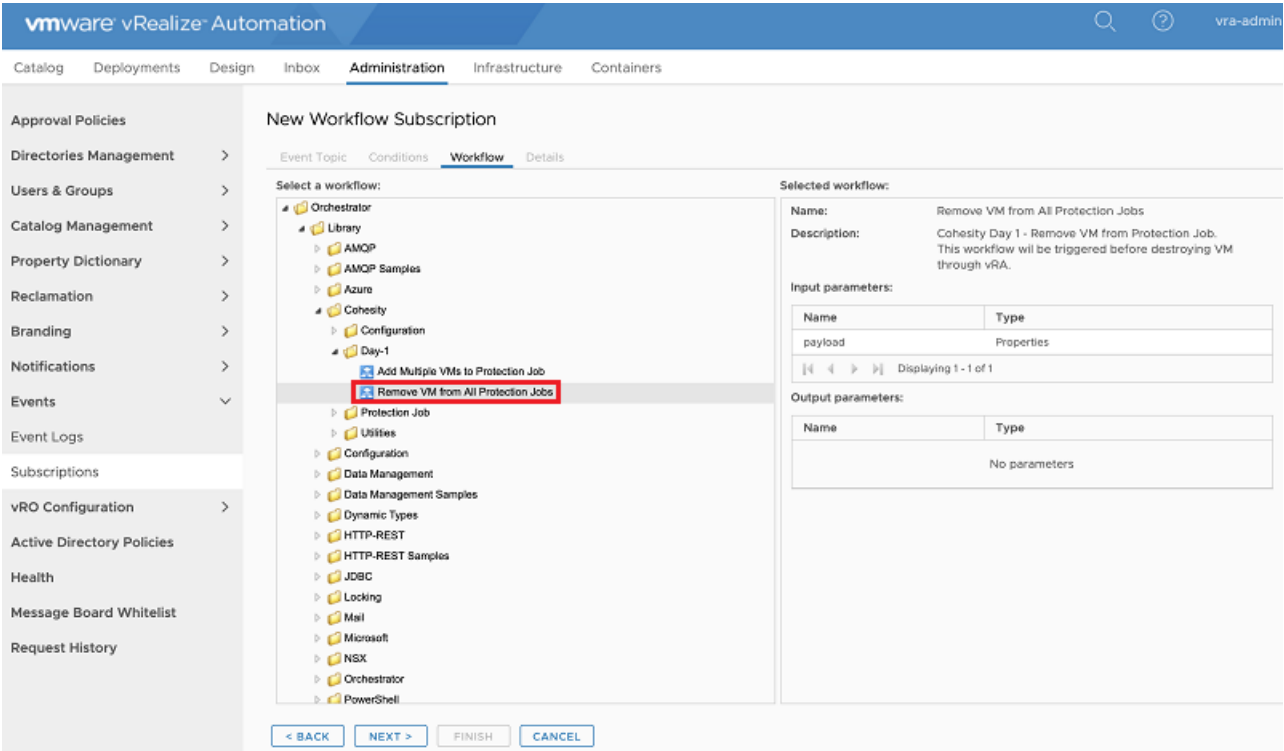 vmware vRealize™ Automation
vra-admin
Catalog Deployments Design Inbox Administration Infrastructure Containers
Approval Policies
Directories Management
Users & Groups
Catalog Management
Property Dictionary
Reclamation
Branding
Notifications
Events
Event Logs
Subscriptions
vRO Configuration
Active Directory Policies
Health
Message Board Whitelist
Request History
New Workflow Subscription
Event Topic Conditions Workflow Details
Select a workflow:
Orchestrator
Library
AMQP
AMQP Samples
Azure
Cohesity
Configuration
Day-1
Add Multiple VMs to Protection Job
Remove VM from All Protection Jobs
Protection Job
Utilities
Configuration
Data Management
Data Management Samples
Dynamic Types
HTTP-REST
HTTP-REST Samples
JDBC
Locking
Mail
Microsoft
NSX
Orchestrator
PowerShell
Selected workflow:
Name: Remove VM from All Protection Jobs
Description: Cohesity Day 1 - Remove VM from Protection Job.
This workflow wil be triggered before destroying VM
through vRA.
Input parameters:
Name Type
payload Properties
Displaying 1 - 1 of 1
Output parameters:
Name Type
No parameters
< BACK NEXT > FINISH CANCEL